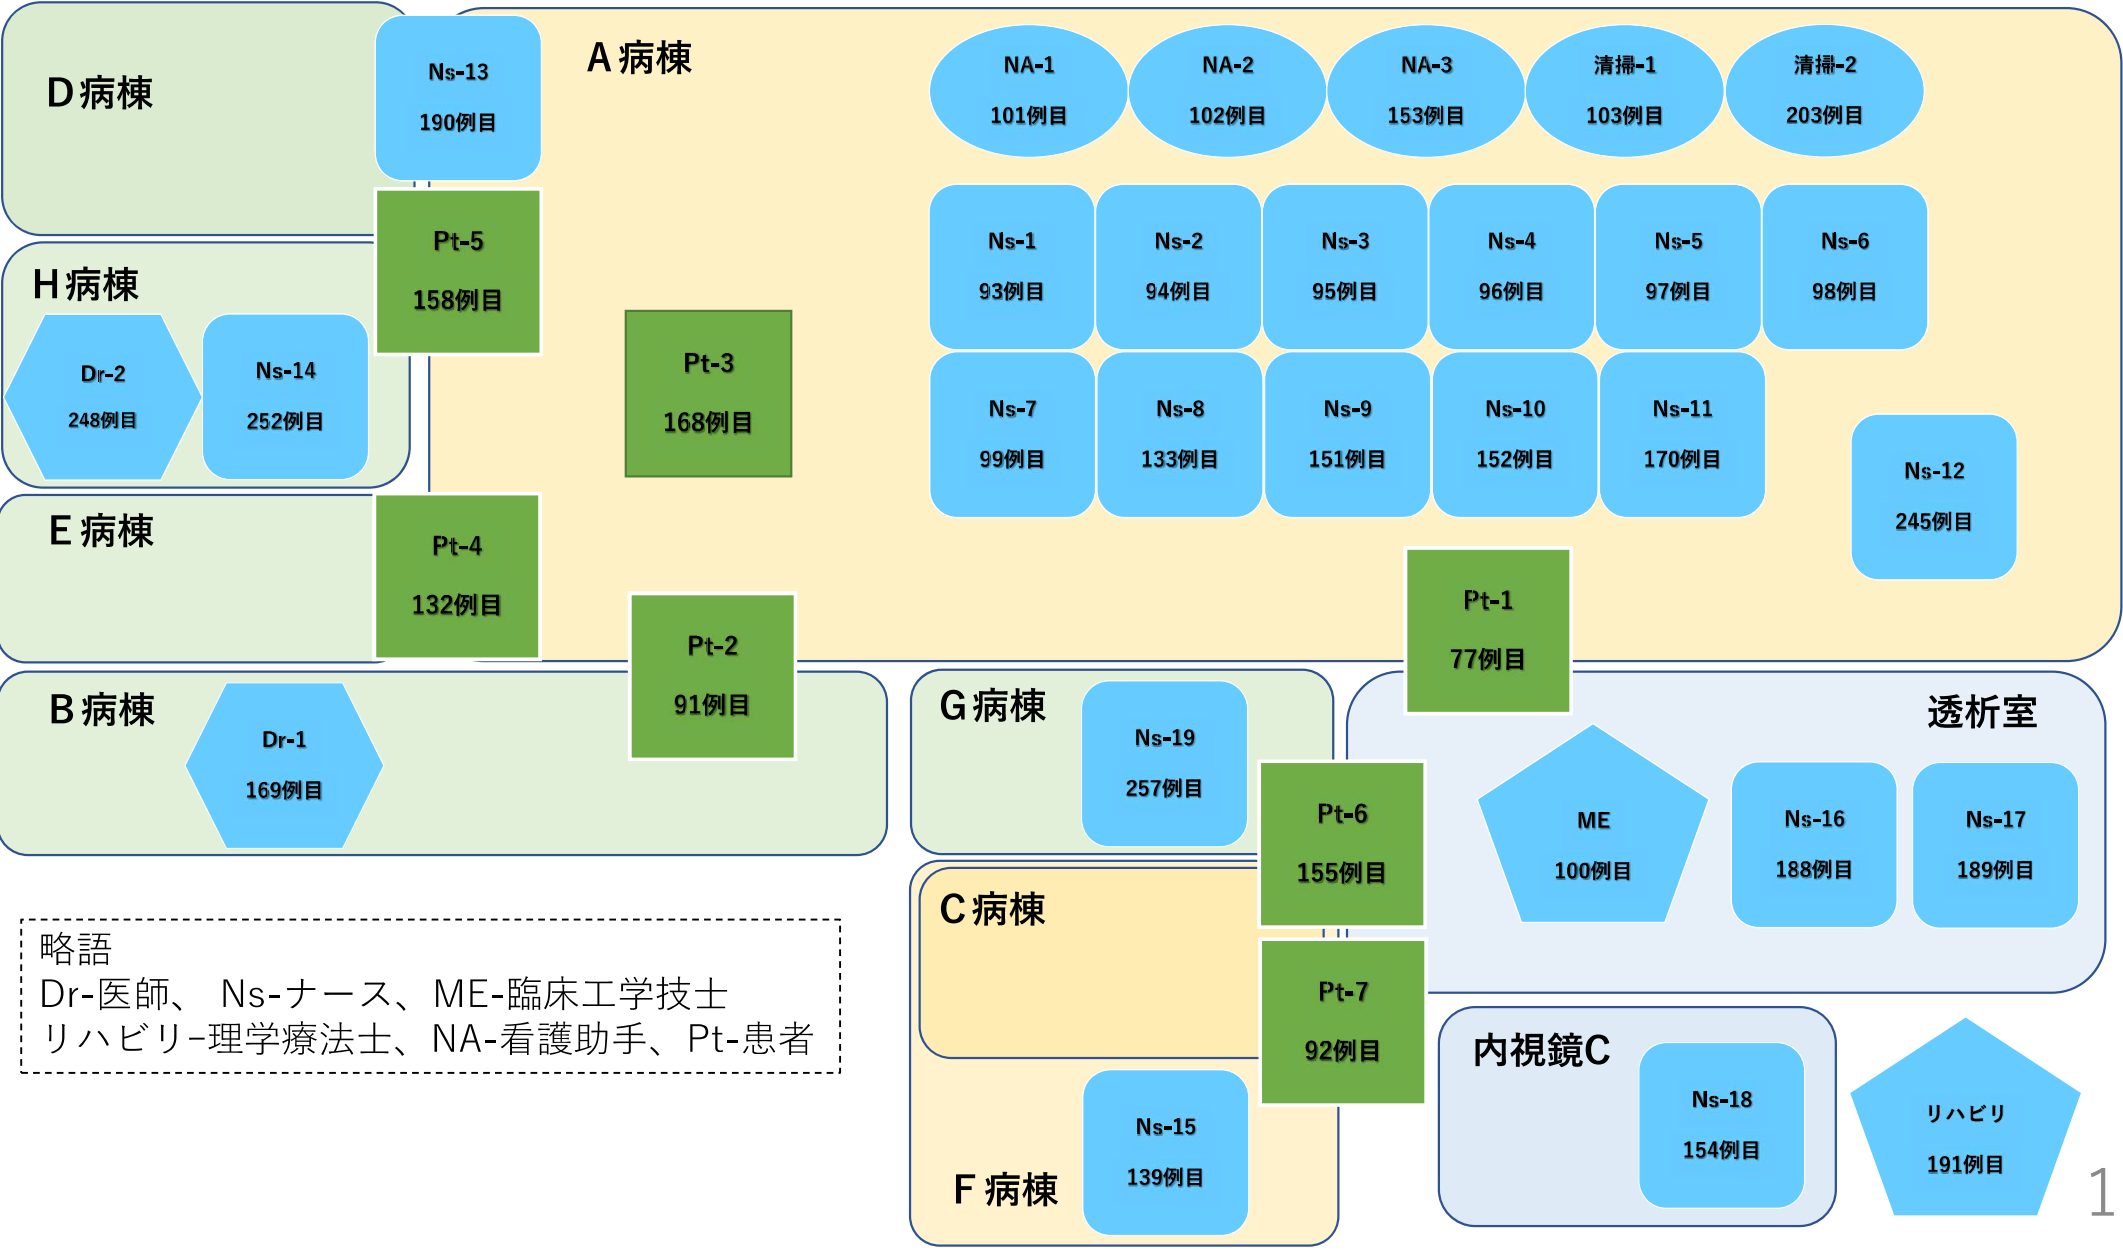 D病棟
Ns-13
190例目
A病棟
NA-1
101例目
NA-2
102例目
NA-3
153例目
清掃-1
103例目
清掃-2
203例目
Pt-5
158例目
Ns-1
93例目
Ns-2
94例目
Ns-3
95例目
Ns-4
96例目
Ns-5
97例目
Ns-6
98例目
H病棟
Dr-2
248例目
Ns-14
252例目
Pt-3
168例目
Ns-7
99例目
Ns-8
133例目
Ns-9
151例目
Ns-10
152例目
Ns-11
170例目
Ns-12
245例目
E病棟
Pt-4
132例目
Pt-2
91例目
Pt-1
77例目
B病棟
Dr-1
169例目
G病棟
Ns-19
257例目
透析室
Pt-6
155例目
ME
100例目
Ns-16
188例目
Ns-17
189例目
C病棟
Pt-7
92例目
F病棟
Ns-15
139例目
内視鏡C
Ns-18
154例目
リハビリ
191例目
略語
Dr-医師、 Ns-ナース、ME-臨床工学技士
リハビリ-理学療法士、NA-看護助手、Pt-患者
1